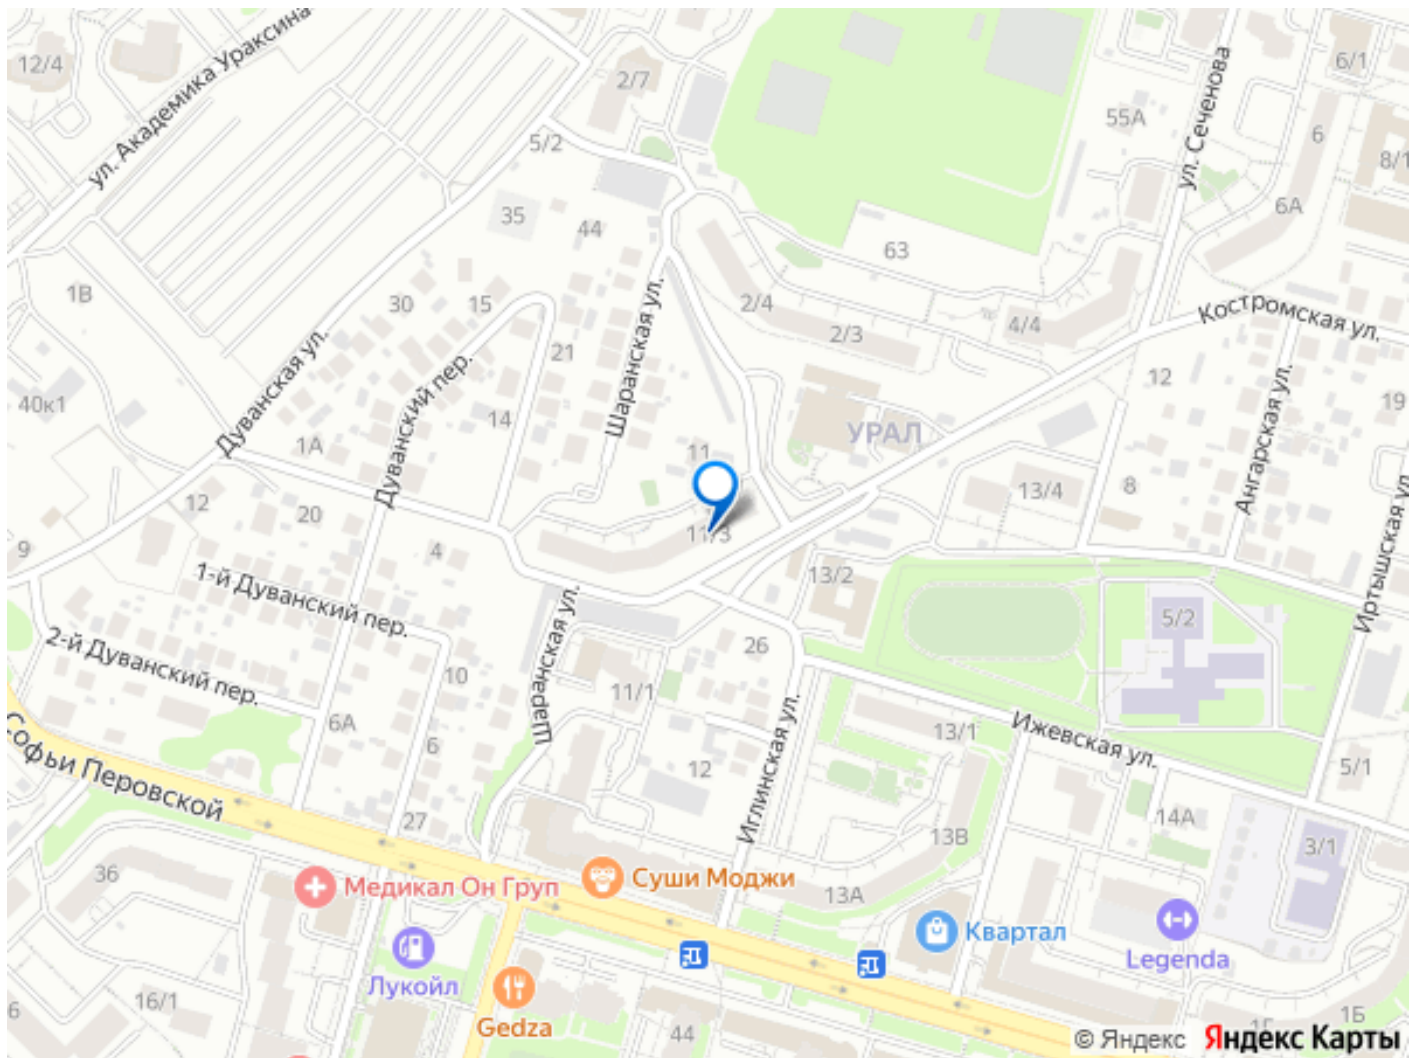 12/4
ул. Академика Ураксина
2/7
5/2
55А
ул. Сеченова
6/1
6
8/1
6А
35
44
63
1В
30
15
2/4
2/3
4/4
Костромская ул.
Дуванская ул.
Дуванский пер.
21
Шаранская ул.
12
Ангарская ул.
19
40к1
1А
14
11
УРАЛ
13/4
8
Иртышская ул.
12
20
4
11/3
9
1-й Дуванский пер.
13/2
5/2
2-й Дуванский пер.
10
Шаранская ул.
26
11/1
6А
6
Иглинская ул.
13/1
Ижевская ул.
5/1
Софьи Перовской
12
27
13В
14А
3/1
36
Медикал Он Груп
Суши Моджи
13А
Квартал
Legenda
Лукойл
16/1
6
Gedza
44
1Б
1Б
© Яндекс Яндекс Карты